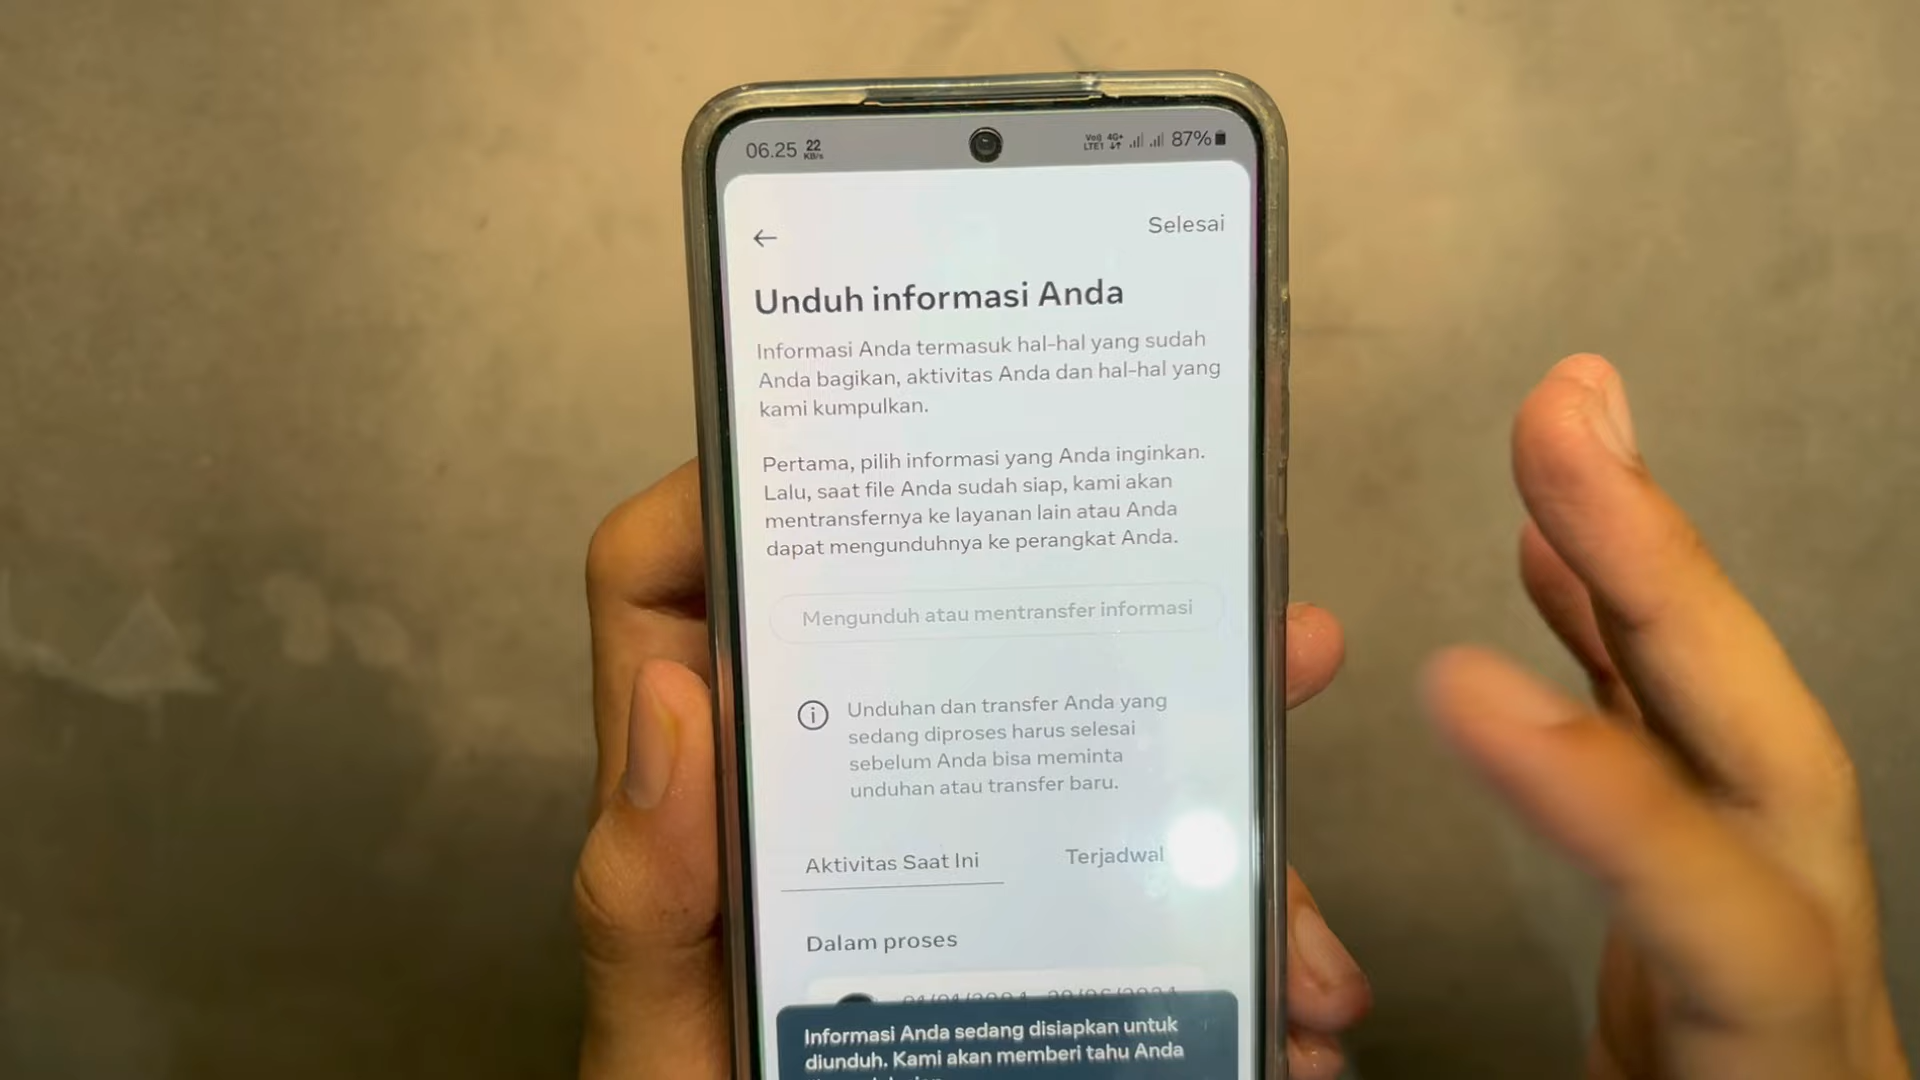 06.25 22 KB/s
Vo)) 4G+ LTE1 87%
Selesai
Unduh informasi Anda
Informasi Anda termasuk hal-hal yang sudah
Anda bagikan, aktivitas Anda dan hal-hal yang
kami kumpulkan.
Pertama, pilih informasi yang Anda inginkan.
Lalu, saat file Anda sudah siap, kami akan
mentransfernya ke layanan lain atau Anda
dapat mengunduhnya ke perangkat Anda.
Mengunduh atau mentransfer informasi
Unduhan dan transfer Anda yang
sedang diproses harus selesai
sebelum Anda bisa meminta
unduhan atau transfer baru.
Aktivitas Saat Ini
Terjadwal
Dalam proses
Informasi Anda sedang disiapkan untuk
diunduh. Kami akan memberi tahu Anda